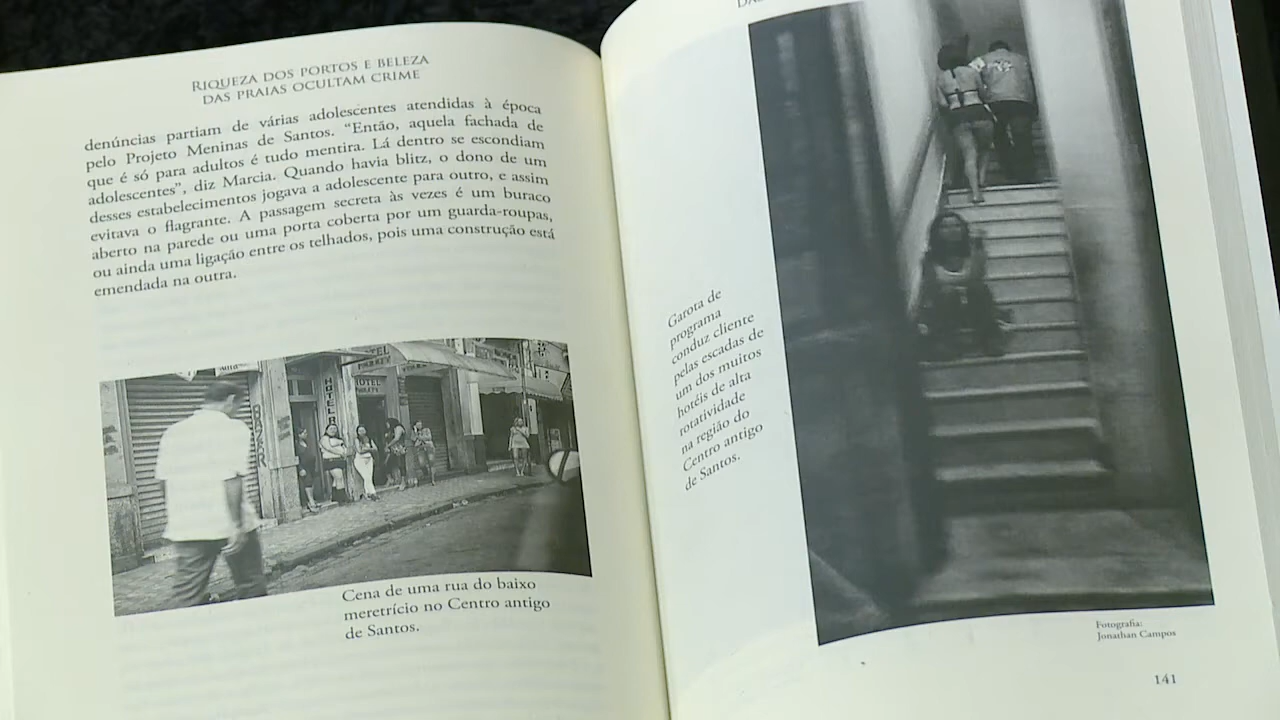 RIQUEZA DOS PORTOS E BELEZA
DAS PRAIAS OCULTAM CRIME
denúncias partiam de várias adolescentes atendidas à época
pelo Projeto Meninas de Santos. “Então, aquela fachada de
que é só para adultos é tudo mentira. Lá dentro se escondiam
adolescentes”, diz Marcia. Quando havia blitz, o dono de um
desses estabelecimentos jogava a adolescente para outro, e assim
evitava o flagrante. A passagem secreta às vezes é um buraco
aberto na parede ou uma porta coberta por um guarda-roupas,
ou ainda uma ligação entre os telhados, pois uma construção está
emendada na outra.
HOTEL
HOTEL
Cena de uma rua do baixo
meretrício no Centro antigo
de Santos.
Garota de
programa
conduz cliente
pelas escadas de
um dos muitos
hotéis de alta
rotatividade
na região do
Centro antigo
de Santos.
Fotografia:
Jonathan Campos
141